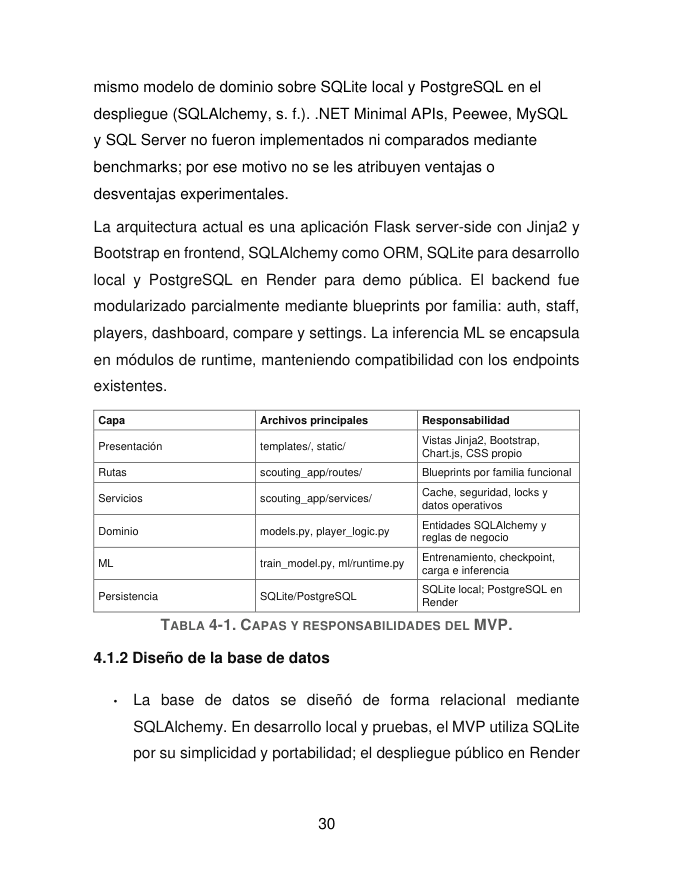 mismo modelo de dominio sobre SQLite local y PostgreSQL en el
despliegue (SQLAlchemy, s. f.). .NET Minimal APIs, Peewee, MySQL
y SQL Server no fueron implementados ni comparados mediante
benchmarks; por ese motivo no se les atribuyen ventajas o
desventajas experimentales.
La arquitectura actual es una aplicación Flask server-side con Jinja2 y
Bootstrap en frontend, SQLAlchemy como ORM, SQLite para desarrollo
local y PostgreSQL en Render para demo pública. El backend fue
modularizado parcialmente mediante blueprints por familia: auth, staff,
players, dashboard, compare y settings. La inferencia ML se encapsula
en módulos de runtime, manteniendo compatibilidad con los endpoints
existentes.
Capa Archivos principales Responsabilidad
Presentación templates/, static/ Vistas Jinja2, Bootstrap,
Chart.js, CSS propio
Rutas scouting_app/routes/ Blueprints por familia funcional
Servicios scouting_app/services/ Cache, seguridad, locks y
datos operativos
Dominio models.py, player_logic.py Entidades SQLAlchemy y
reglas de negocio
ML train_model.py, ml/runtime.py Entrenamiento, checkpoint,
carga e inferencia
Persistencia SQLite/PostgreSQL SQLite local; PostgreSQL en
Render
TABLA 4-1. CAPAS Y RESPONSABILIDADES DEL MVP.
4.1.2 Diseño de la base de datos
• La base de datos se diseñó de forma relacional mediante
SQLAlchemy. En desarrollo local y pruebas, el MVP utiliza SQLite
por su simplicidad y portabilidad; el despliegue público en Render
30